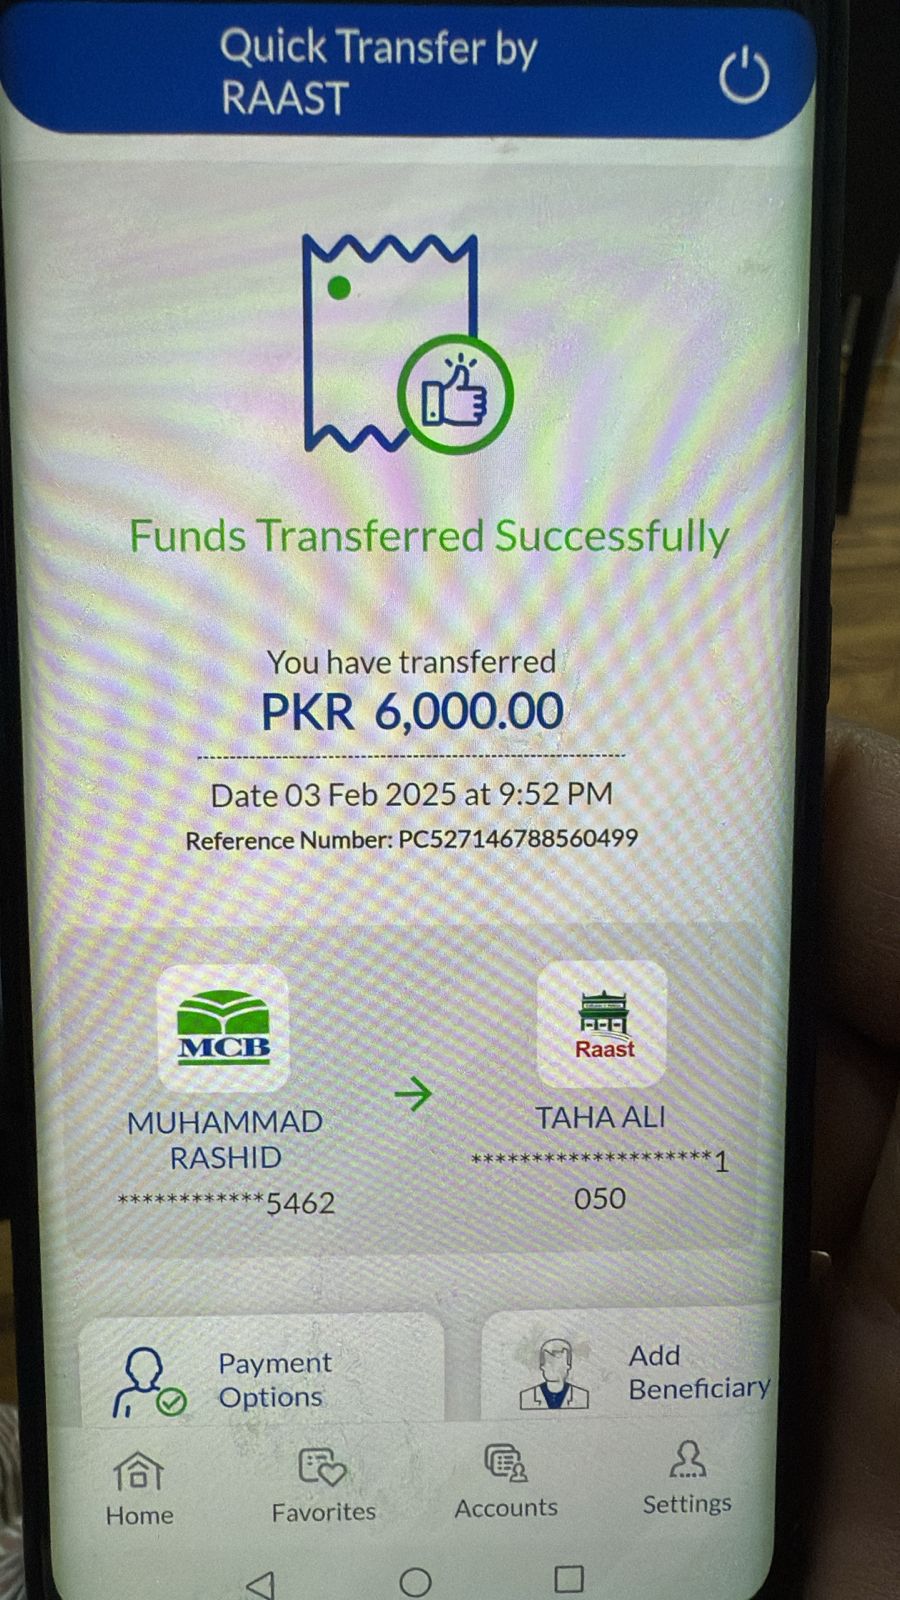 Quick Transfer by
RAAST
Funds Transferred Successfully
You have transferred
PKR 6,000.00
Date 03 Feb 2025 at 9:52 PM
Reference Number: PC527146788560499
MCB
Raast
MUHAMMAD
RASHID
************5462
TAHA ALI
********************1
050
Payment
Options
Add
Beneficiary
Home
Favorites
Accounts
Settings